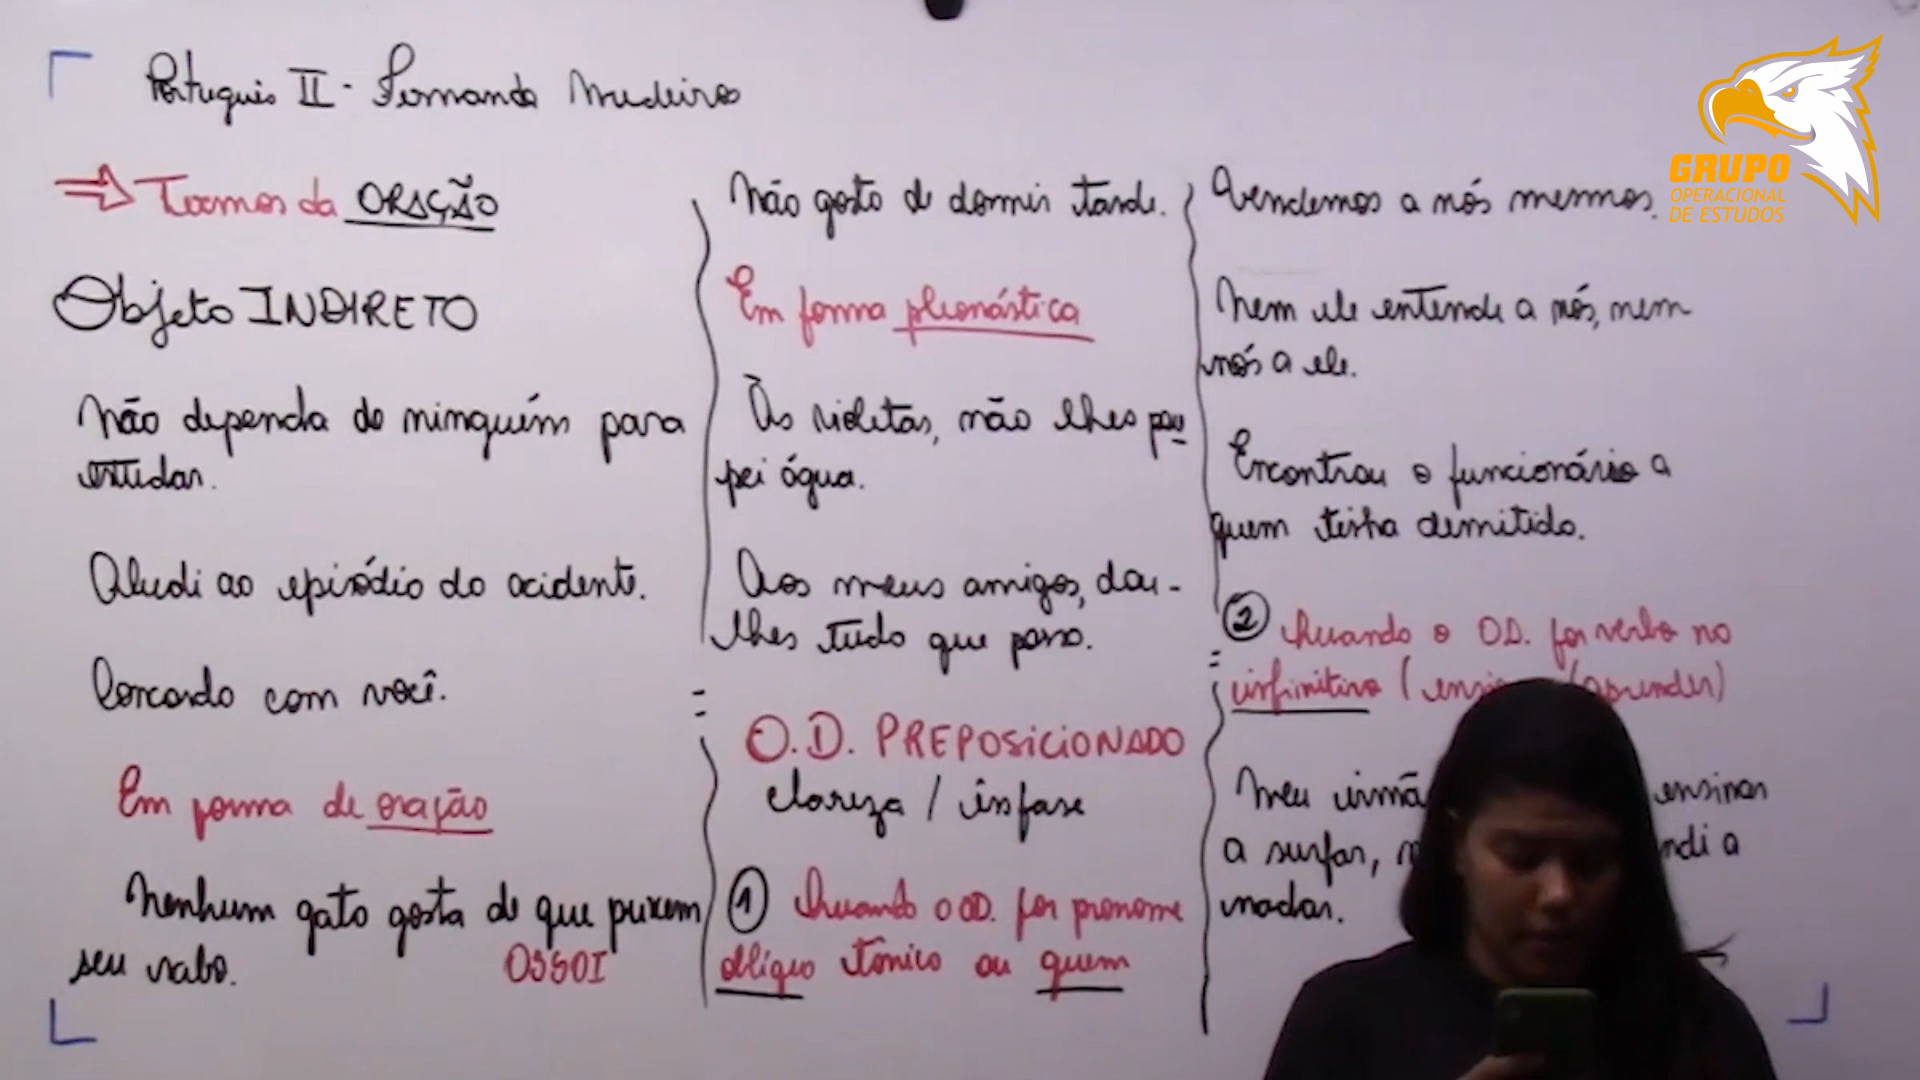 Português II - Fernanda Medeiros
⇒ Termos da ORAÇÃO
Objeto INDIRETO
Não dependa de ninguém para
estudar.
Aludi ao episódio do acidente.
Concordo com você.
Em forma de oração
Nenhum gato gosta de que puxem
seu rabo. OSSOI
Não gosto de dormir tarde.
Em forma pleonástica
Às violetas, não lhes pou
pei água.
Aos meus amigos, dou-
lhes tudo que posso.
O.D. PREPOSICIONADO
clareza / ênfase
① Quando o OD. for pronome
oblíquo tônico ou quem
Vendemos a nós mesmos.
Nem ele entende a nós, nem
nós a ele.
Encontrou o funcionário a
quem tinha demitido.
② Quando o OD. for verbo no
infinitivo ( /aprender)
Meu ensinar
a surfar, a
nadar.
GRUPO
OPERACIONAL
DE ESTUDOS